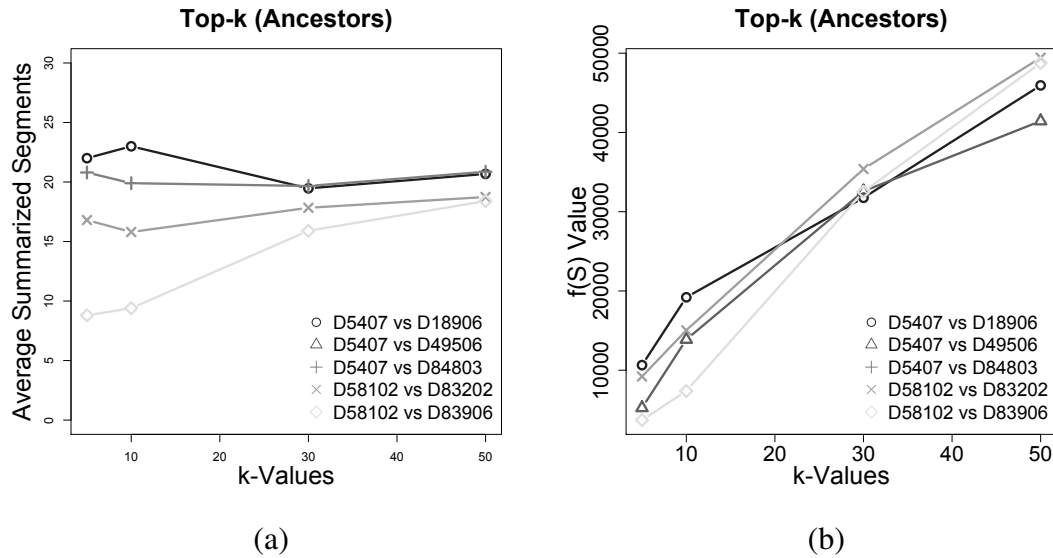 Top-k (Ancestors)
Average Summarized Segments
30
25
20
15
10
5
0
D5407 vs D18906
D5407 vs D49506
D5407 vs D84803
D58102 vs D83202
D58102 vs D83906
10
20
30
40
50
k-Values
(a)
Top-k (Ancestors)
f(S) Value
50000
40000
30000
20000
10000
D5407 vs D18906
D5407 vs D49506
D5407 vs D84803
D58102 vs D83202
D58102 vs D83906
10
20
30
40
50
k-Values
(b)